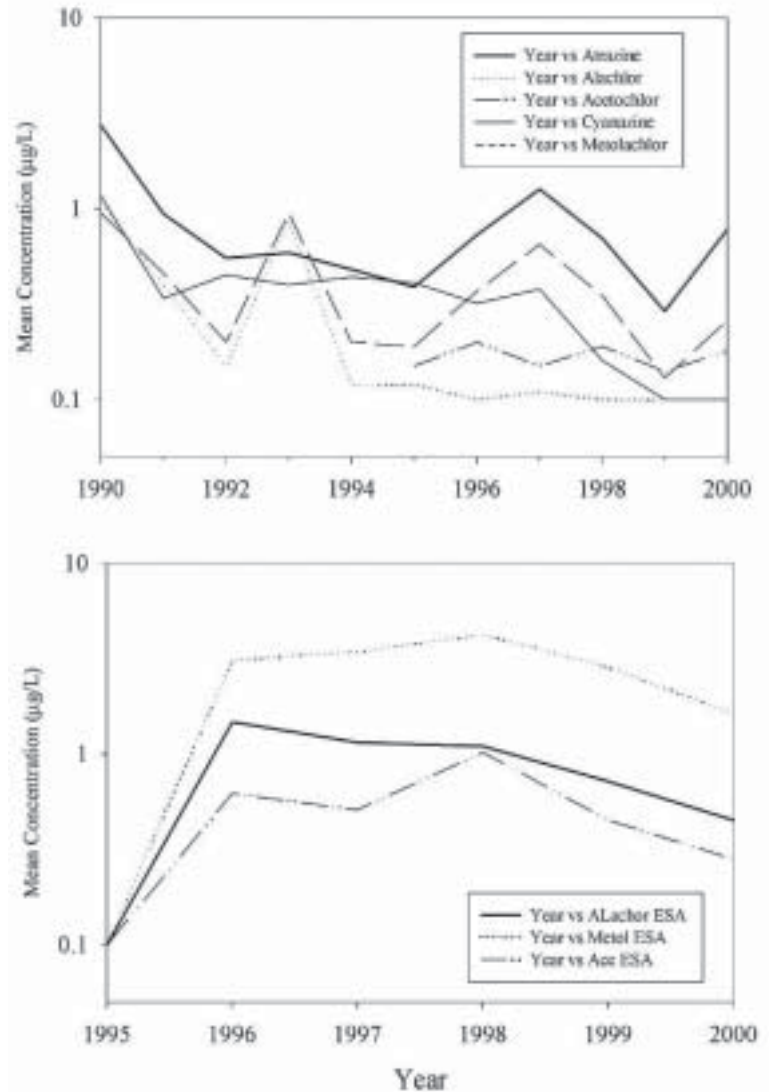 10
Year vs Atrazine
Year vs Alachlor
Year vs Acetochlor
Year vs Cyanazine
Year vs Metolachlor
Mean Concentration (µg/L)
1
0.1
1990 1992 1994 1996 1998 2000
10
Mean Concentration (µg/L)
1
0.1
Year vs ALachor ESA
Year vs Metol ESA
Year vs Ace ESA
1995 1996 1997 1998 1999 2000
Year